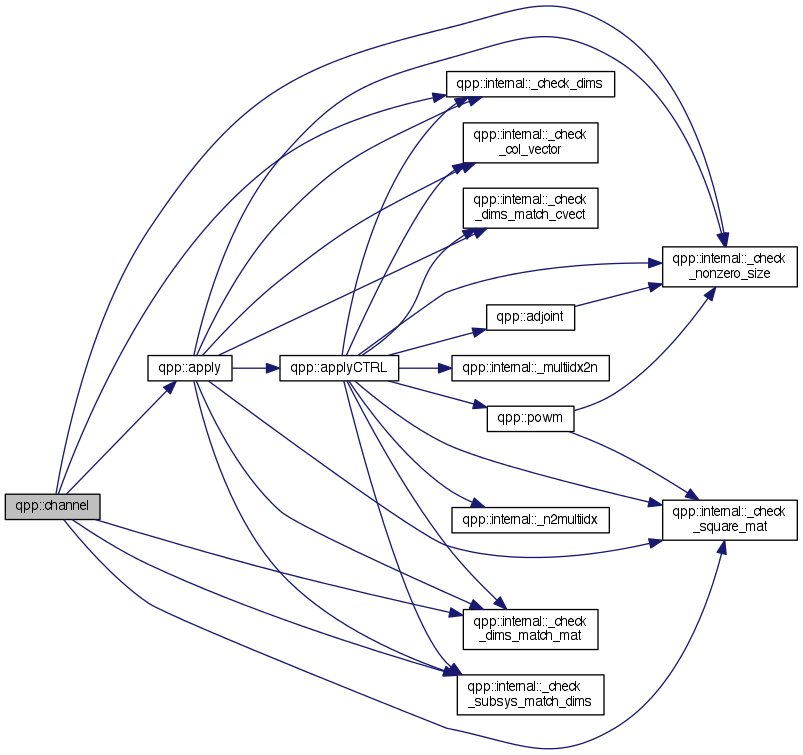 qpp::internal::_check_dims
qpp::internal::_check
_col_vector
qpp::internal::_check
_dims_match_cvect
qpp::internal::_check
_nonzero_size
qpp::adjoint
qpp::apply
qpp::applyCTRL
qpp::internal::_multiidx2n
qpp::powm
qpp::channel
qpp::internal::_n2multiidx
qpp::internal::_check
_square_mat
qpp::internal::_check
_dims_match_mat
qpp::internal::_check
_subsys_match_dims